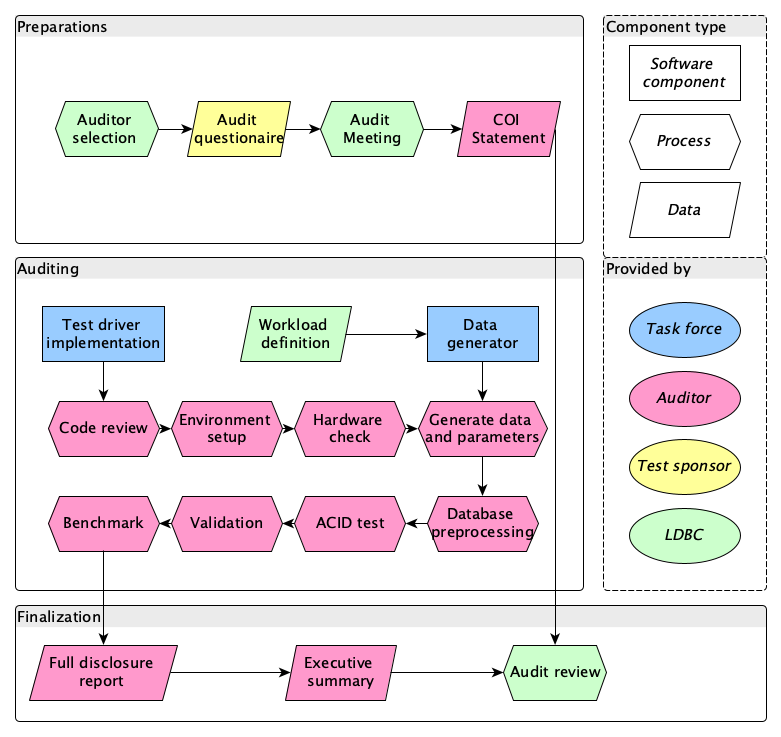 Preparations
Auditor
selection
Audit
questionaire
Audit
Meeting
COI
Statement
Component type
Software
component
Process
Data
Auditing
Test driver
implementation
Workload
definition
Data
generator
Code review
Environment
setup
Hardware
check
Generate data
and parameters
Benchmark
Validation
ACID test
Database
preprocessing
Provided by
Task force
Auditor
Test sponsor
LDBC
Finalization
Full disclosure
report
Executive
summary
Audit review